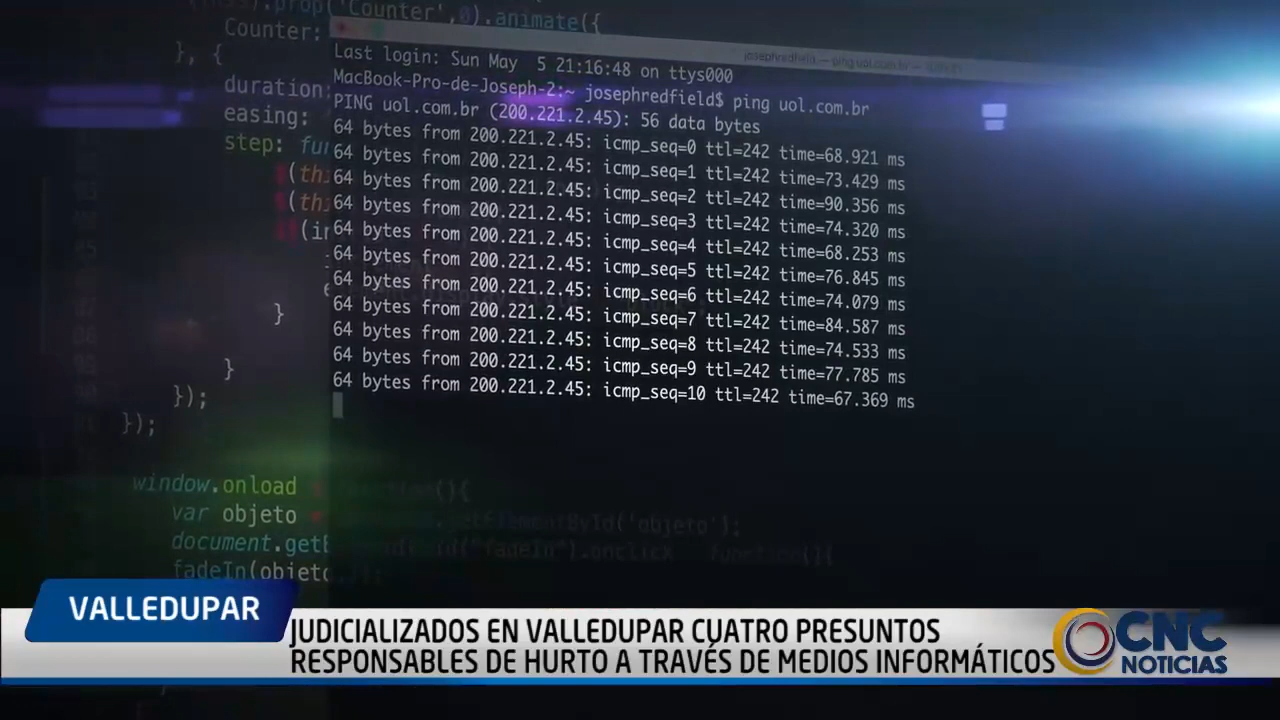 .prop('Counter',0).animate({
Counter:
}, {
duration:
easing:
step: fun
(thi
(thi
(in
}
}
});
});
window.onload
var objeto
document.getE
fadeIn(objeto
Last login: Sun May 5 21:16:48 on ttys000
MacBook-Pro-de-Joseph-2:~ josephredfield$ ping uol.com.br
PING uol.com.br (200.221.2.45): 56 data bytes
64 bytes from 200.221.2.45: icmp_seq=0 ttl=242 time=68.921 ms
64 bytes from 200.221.2.45: icmp_seq=1 ttl=242 time=73.429 ms
64 bytes from 200.221.2.45: icmp_seq=2 ttl=242 time=90.356 ms
64 bytes from 200.221.2.45: icmp_seq=3 ttl=242 time=74.320 ms
64 bytes from 200.221.2.45: icmp_seq=4 ttl=242 time=68.253 ms
64 bytes from 200.221.2.45: icmp_seq=5 ttl=242 time=76.845 ms
64 bytes from 200.221.2.45: icmp_seq=6 ttl=242 time=74.079 ms
64 bytes from 200.221.2.45: icmp_seq=7 ttl=242 time=84.587 ms
64 bytes from 200.221.2.45: icmp_seq=8 ttl=242 time=74.533 ms
64 bytes from 200.221.2.45: icmp_seq=9 ttl=242 time=77.785 ms
64 bytes from 200.221.2.45: icmp_seq=10 ttl=242 time=67.369 ms
VALLEDUPAR
JUDICIALIZADOS EN VALLEDUPAR CUATRO PRESUNTOS
RESPONSABLES DE HURTO A TRAVÉS DE MEDIOS INFORMÁTICOS
CNC
NOTICIAS